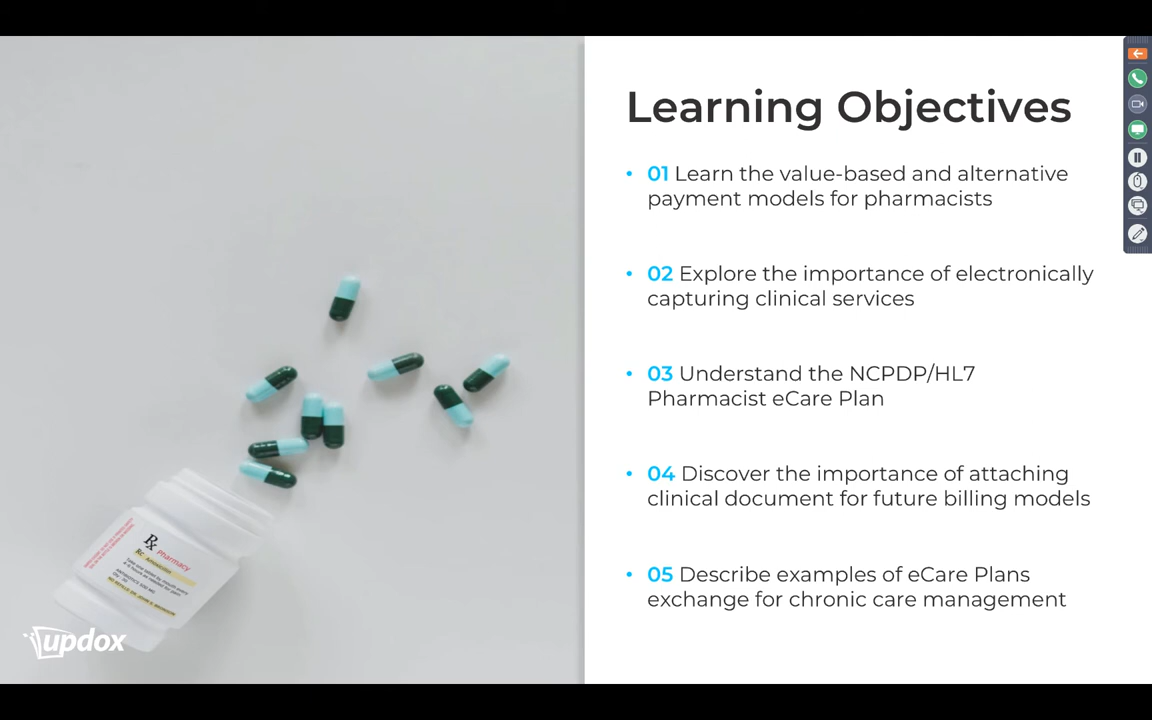 Learning Objectives
• 01 Learn the value-based and alternative
payment models for pharmacists
• 02 Explore the importance of electronically
capturing clinical services
• 03 Understand the NCPDP/HL7
Pharmacist eCare Plan
• 04 Discover the importance of attaching
clinical document for future billing models
• 05 Describe examples of eCare Plans
exchange for chronic care management
Rx Pharmacy
updox